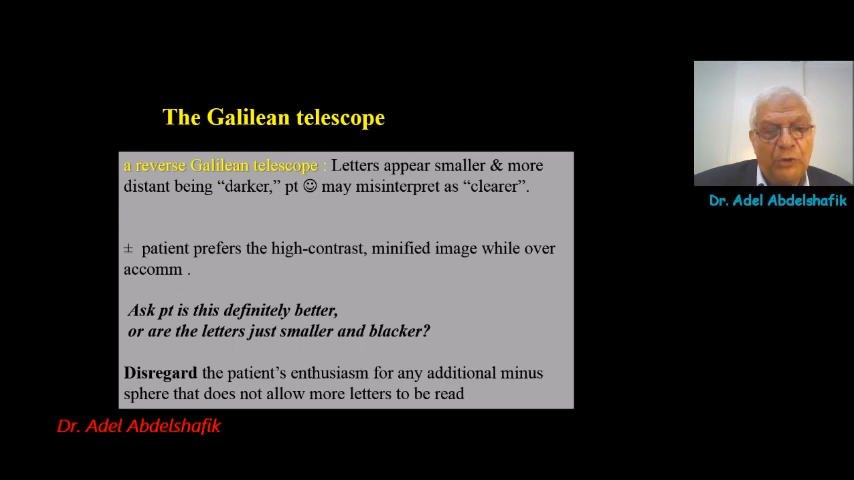 The Galilean telescope
a reverse Galilean telescope : Letters appear smaller & more
distant being “darker,” pt ☺ may misinterpret as “clearer”.
± patient prefers the high-contrast, minified image while over
accomm .
Ask pt is this definitely better,
or are the letters just smaller and blacker?
Disregard the patient’s enthusiasm for any additional minus
sphere that does not allow more letters to be read
Dr. Adel Abdelshafik
Dr. Adel Abdelshafik